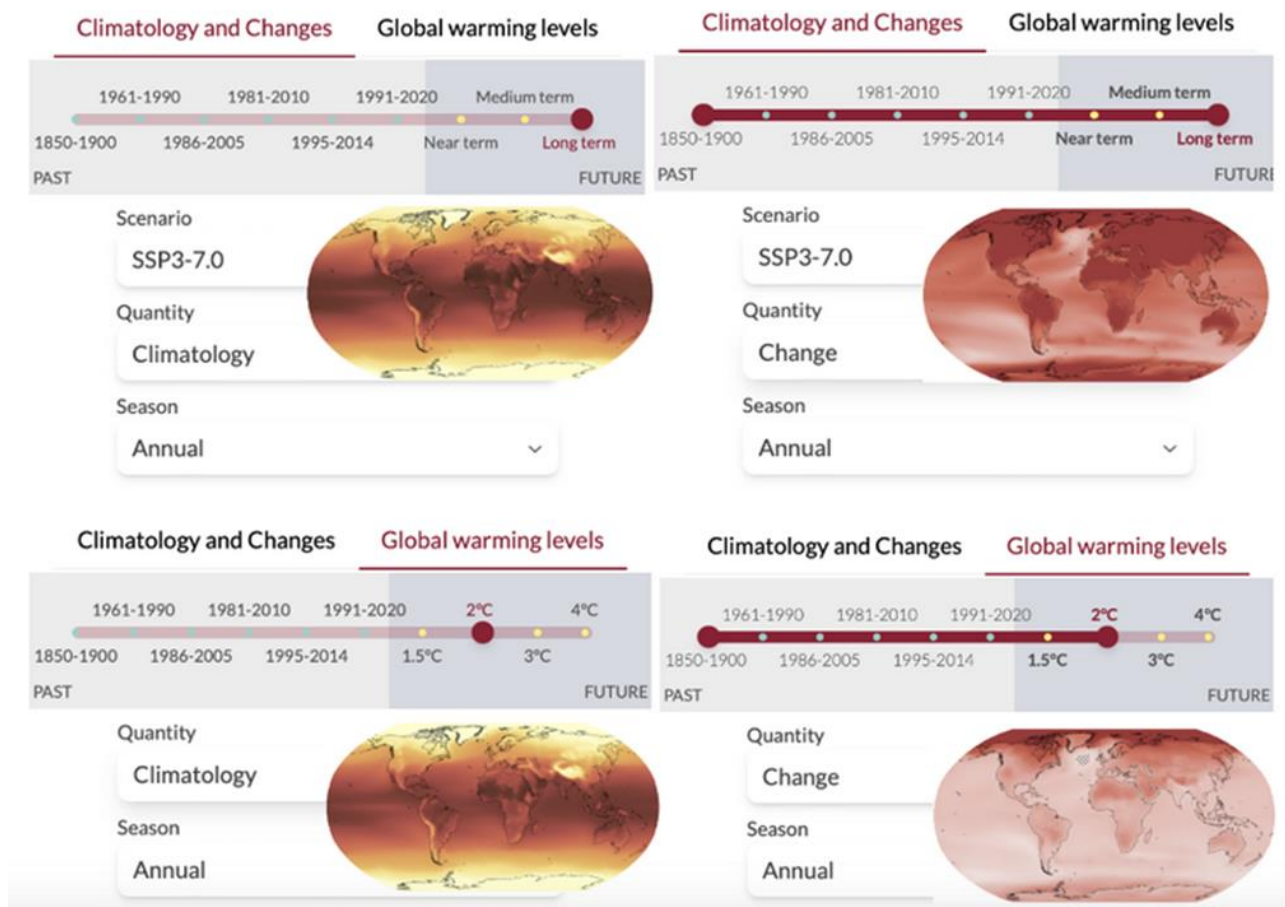 Climatology and Changes Global warming levels
1961-1990 1981-2010 1991-2020 Medium term
1850-1900 1986-2005 1995-2014 Near term Long term
PAST FUTURE
Scenario
SSP3-7.0
Quantity
Climatology
Season
Annual
Climatology and Changes Global warming levels
1961-1990 1981-2010 1991-2020 Medium term
1850-1900 1986-2005 1995-2014 Near term Long term
PAST FUTURE
Scenario
SSP3-7.0
Quantity
Change
Season
Annual
Climatology and Changes Global warming levels
1961-1990 1981-2010 1991-2020 2°C 4°C
1850-1900 1986-2005 1995-2014 1.5°C 3°C
PAST FUTURE
Quantity
Climatology
Season
Annual
Climatology and Changes Global warming levels
1961-1990 1981-2010 1991-2020 2°C 4°C
1850-1900 1986-2005 1995-2014 1.5°C 3°C
PAST FUTURE
Quantity
Change
Season
Annual